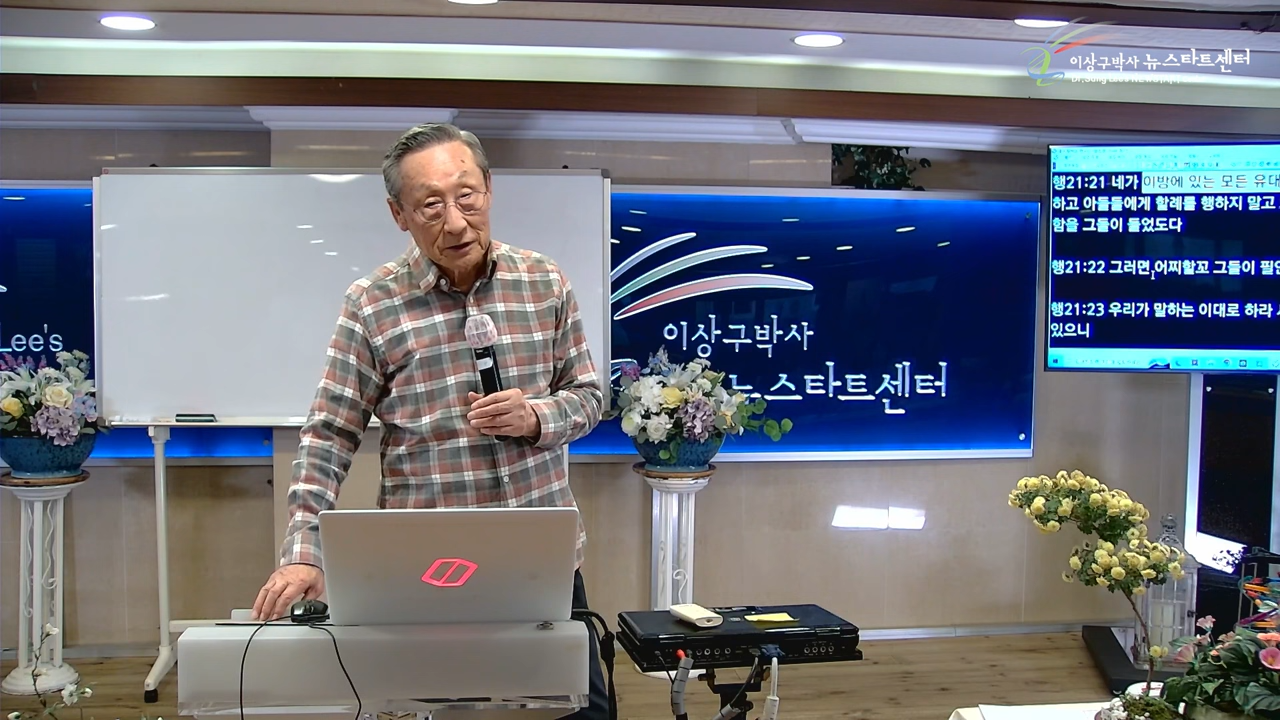 이상구박사 뉴스타트센터
행21:21 네가 이방에 있는 모든 유대
하고 아들들에게 할례를 행하지 말고
함을 그들이 들었도다
행21:22 그러면 어찌할꼬 그들이 필연
행21:23 우리가 말하는 이대로 하라
있으니
Lee's
이상구박사
뉴스타트센터